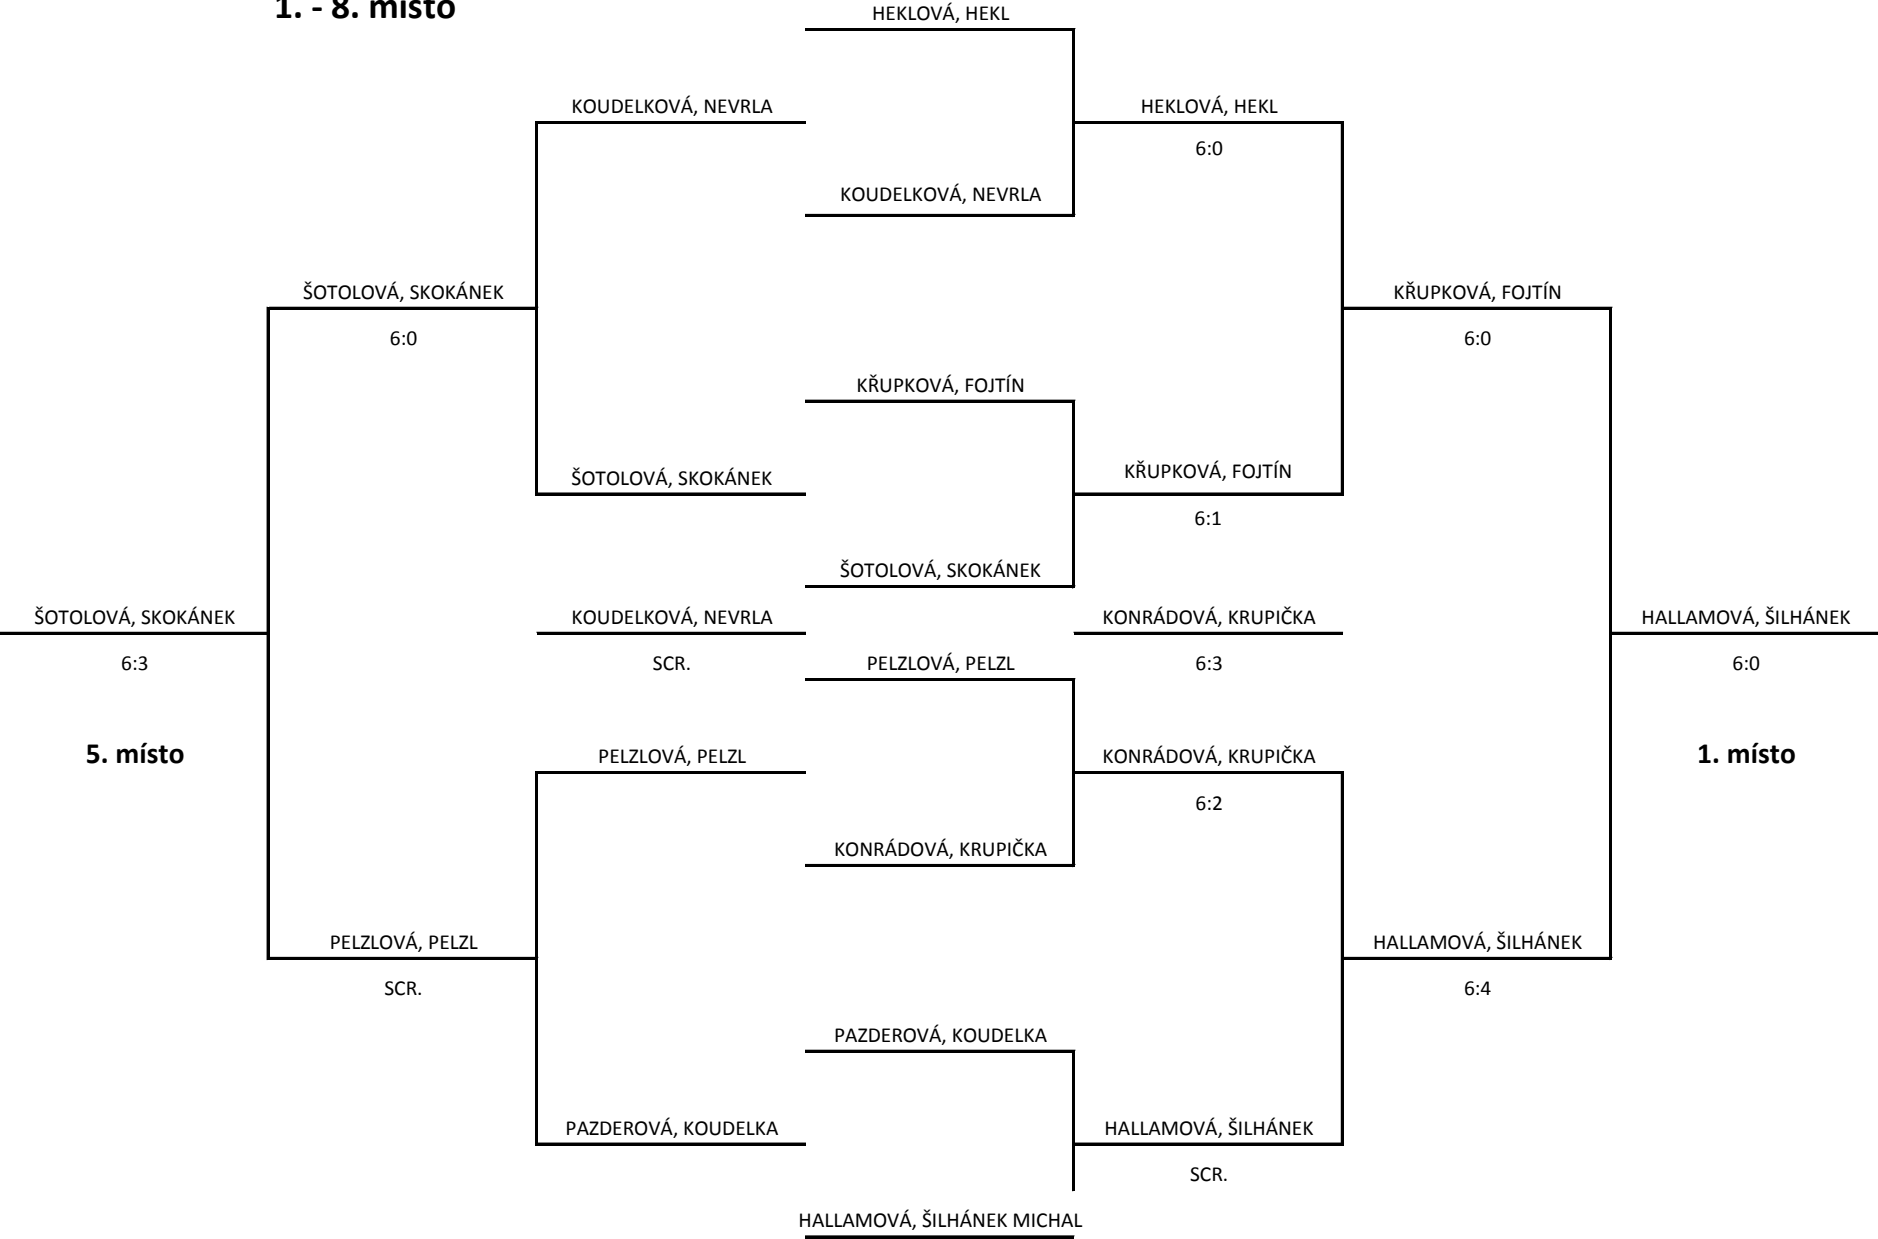 1. - 8. místo
HEKLOVÁ, HEKL
KOUDELKOVÁ, NEVRLA
HEKLOVÁ, HEKL
6:0
KOUDELKOVÁ, NEVRLA
ŠOTOLOVÁ, SKOKÁNEK
KŘUPKOVÁ, FOJTÍN
6:0
6:0
KŘUPKOVÁ, FOJTÍN
ŠOTOLOVÁ, SKOKÁNEK
KŘUPKOVÁ, FOJTÍN
6:1
ŠOTOLOVÁ, SKOKÁNEK
ŠOTOLOVÁ, SKOKÁNEK
KOUDELKOVÁ, NEVRLA
KONRÁDOVÁ, KRUPIČKA
HALLAMOVÁ, ŠILHÁNEK
6:3
SCR.
PELZLOVÁ, PELZL
6:3
6:0
5. místo
PELZLOVÁ, PELZL
KONRÁDOVÁ, KRUPIČKA
1. místo
6:2
KONRÁDOVÁ, KRUPIČKA
PELZLOVÁ, PELZL
HALLAMOVÁ, ŠILHÁNEK
SCR.
6:4
PAZDEROVÁ, KOUDELKA
PAZDEROVÁ, KOUDELKA
HALLAMOVÁ, ŠILHÁNEK
SCR.
HALLAMOVÁ, ŠILHÁNEK MICHAL